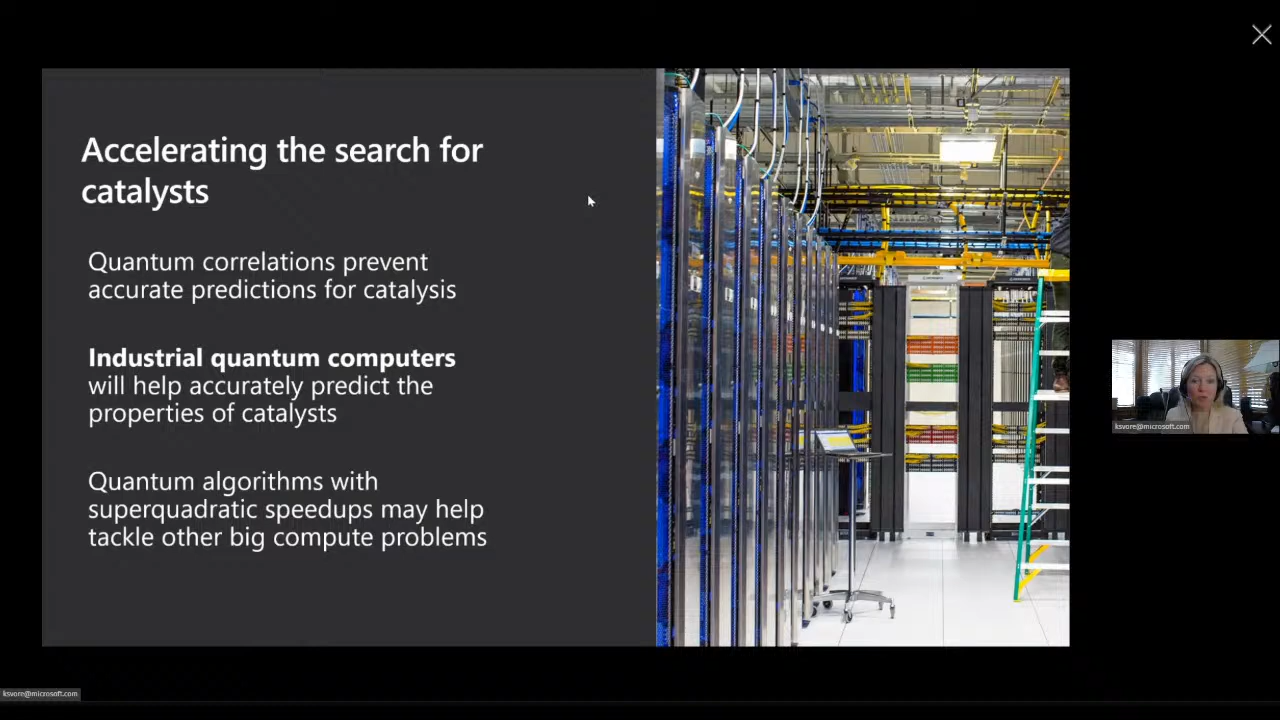 Accelerating the search for
catalysts
Quantum correlations prevent
accurate predictions for catalysis
Industrial quantum computers
will help accurately predict the
properties of catalysts
Quantum algorithms with
superquadratic speedups may help
tackle other big compute problems
ksvore@microsoft.com
ksvore@microsoft.com